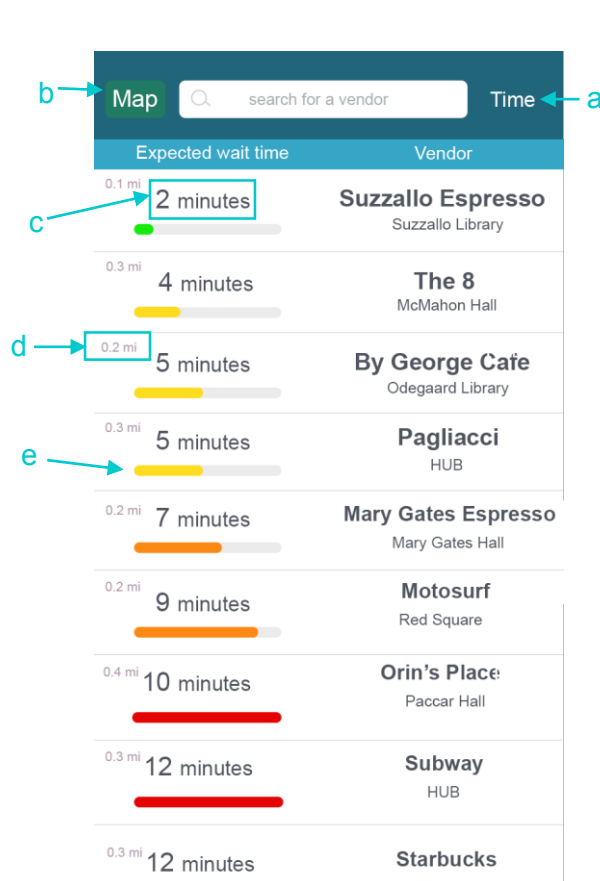 b
Map
search for a vendor
Time
a
Expected wait time Vendor
0.1 mi
2 minutes
Suzzallo Espresso
Suzzallo Library
c
0.3 mi
4 minutes
The 8
McMahon Hall
d
0.2 mi
5 minutes
By George Cafe
Odegaard Library
0.3 mi
5 minutes
Pagliacci
HUB
e
0.2 mi
7 minutes
Mary Gates Espresso
Mary Gates Hall
0.2 mi
9 minutes
Motosurf
Red Square
0.4 mi
10 minutes
Orin's Place
Paccar Hall
0.3 mi
12 minutes
Subway
HUB
0.3 mi
12 minutes
Starbucks